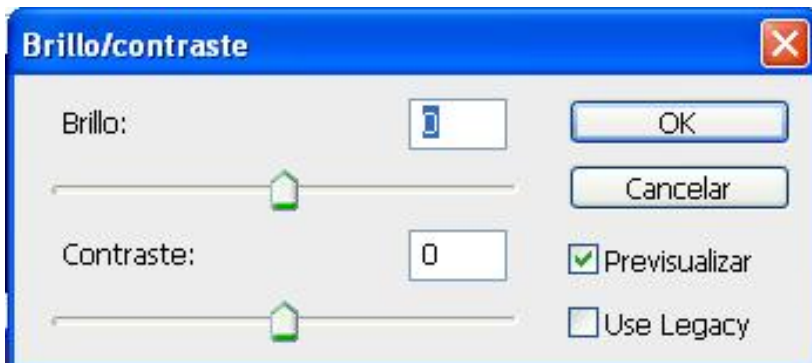 Brillo/contraste
Brillo: 0
OK
Cancelar
Contraste: 0
Previsualizar
Use Legacy